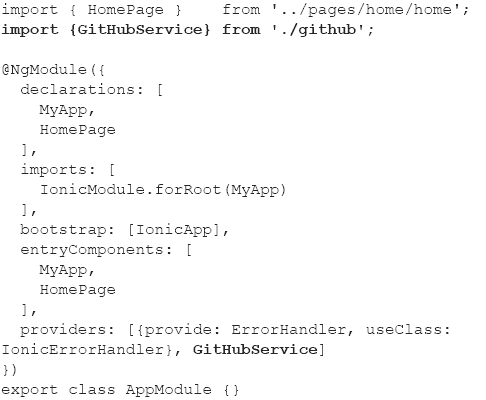 import { HomePage }    from '../pages/home/home';
import {GitHubService} from './github';

@NgModule({
  declarations: [
    MyApp,
    HomePage
  ],
  imports: [
    IonicModule.forRoot(MyApp)
  ],
  bootstrap: [IonicApp],
  entryComponents: [
    MyApp,
    HomePage
  ],
  providers: [{provide: ErrorHandler, useClass:
IonicErrorHandler}, GitHubService]
})
export class AppModule {}